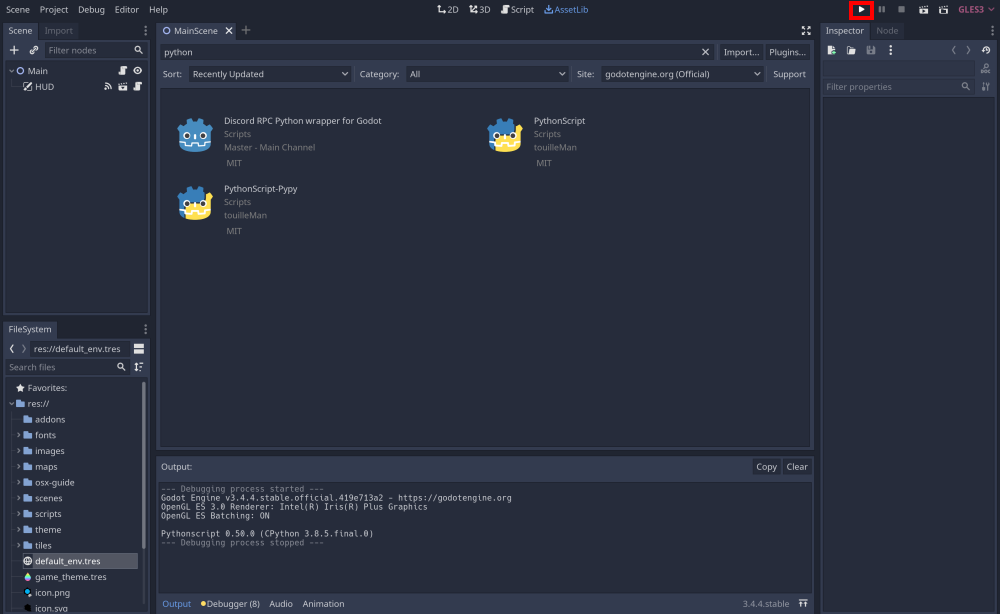 Scene Project Debug Editor Help
2D 3D Script AssetLib
GLES3
Scene Import
Filter nodes
Main
HUD
MainScene
python
Import... Plugins...
Sort: Recently Updated Category: All Site: godotengine.org (Official) Support
Discord RPC Python wrapper for Godot
Scripts
Master - Main Channel
MIT
PythonScript
Scripts
touilleMan
MIT
PythonScript-Pypy
Scripts
touilleMan
MIT
Inspector Node
DOC
Filter properties
FileSystem
res://default_env.tres
Search files
Favorites:
res://
addons
fonts
images
maps
osx-guide
scenes
scripts
theme
tiles
default_env.tres
game_theme.tres
icon.png
icon.svg
Output:
Copy Clear
--- Debugging process started ---
Godot Engine v3.4.4.stable.official.419e713a2 - https://godotengine.org
OpenGL ES 3.0 Renderer: Intel(R) Iris(R) Plus Graphics
OpenGL ES Batching: ON
Pythonscript 0.50.0 (CPython 3.8.5.final.0)
--- Debugging process stopped ---
Output Debugger (8) Audio Animation
3.4.4.stable